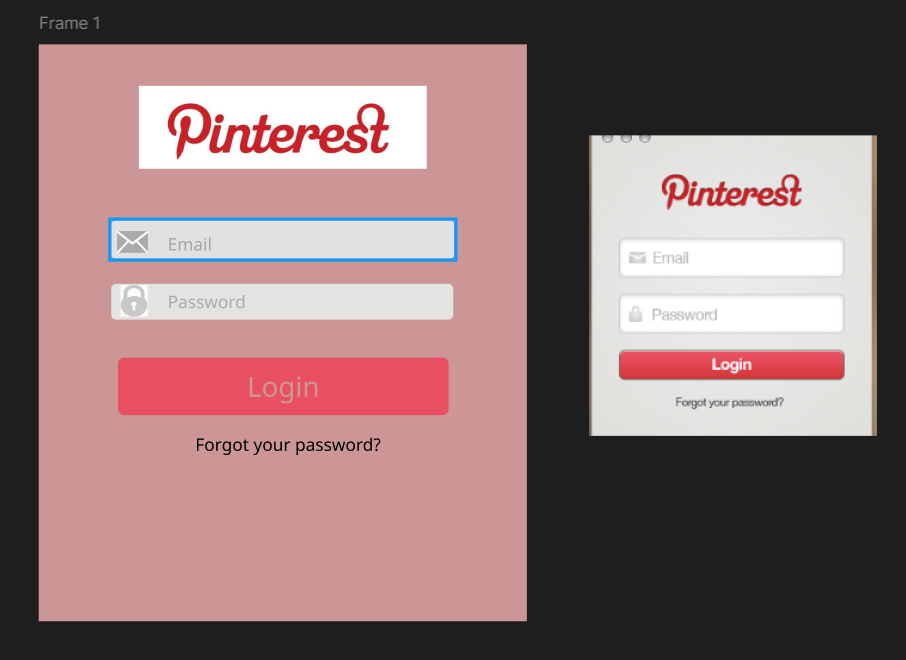 Frame 1
Pinterest
Email
Password
Login
Forgot your password?
Pinterest
Email
Password
Login
Forgot your password?